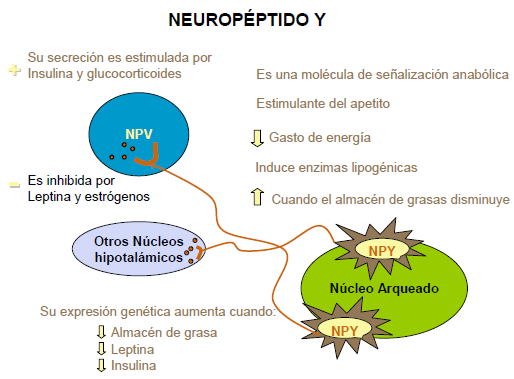 NEUROPÉPTIDO Y
+ Su secreción es estimulada por
Insulina y glucocorticoides
Es una molécula de señalización anabólica
Estimulante del apetito
Gasto de energía
Induce enzimas lipogénicas
Cuando el almacén de grasas disminuye
NPV
– Es inhibida por
Leptina y estrógenos
Otros Núcleos
hipotalámicos
NPY
Núcleo Arqueado
NPY
Su expresión genética aumenta cuando:
Almacén de grasa
Leptina
Insulina